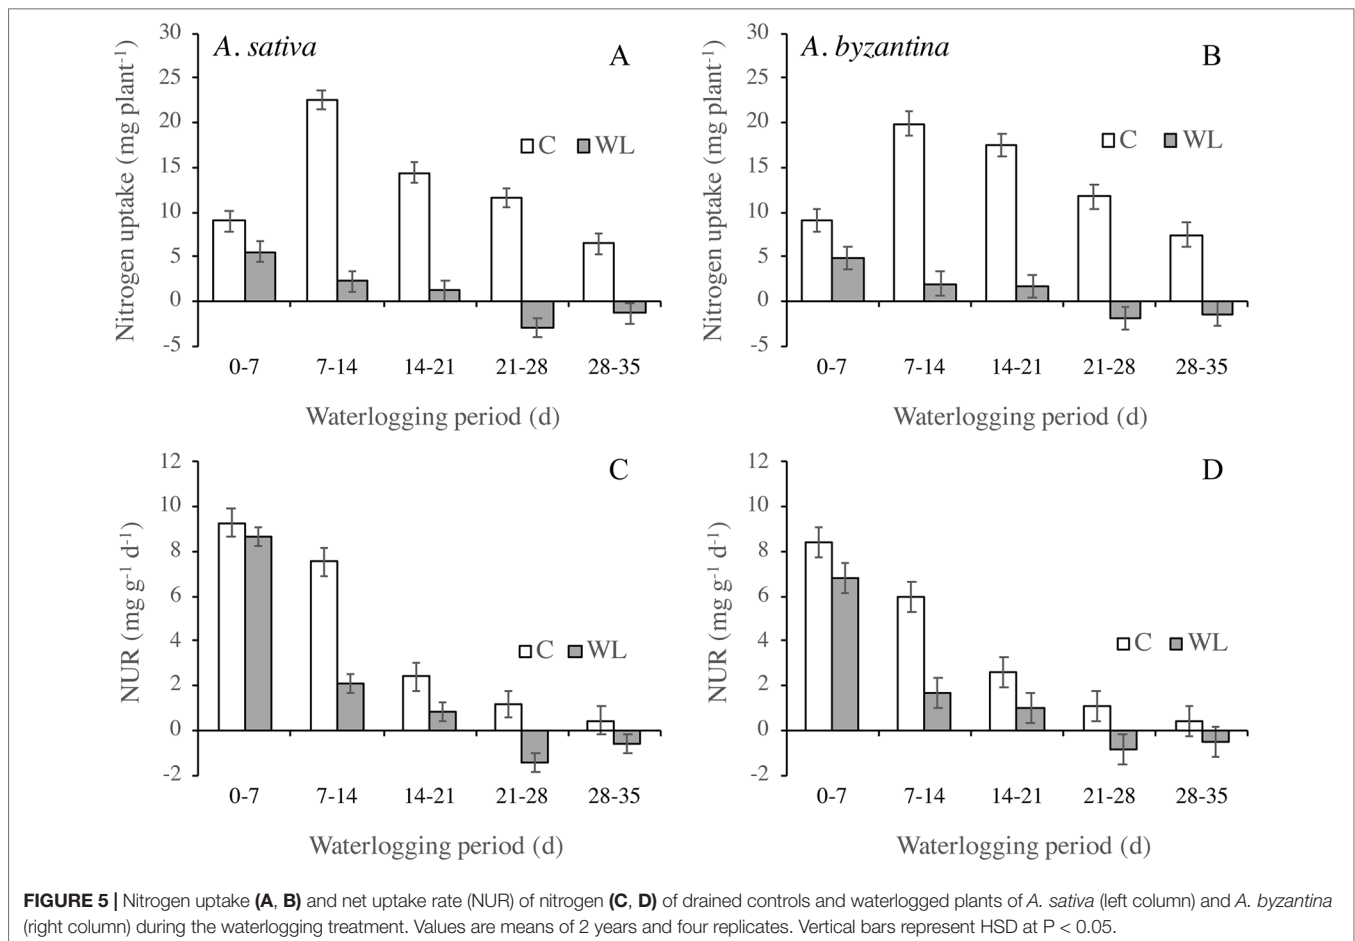 A. sativa
A
Nitrogen uptake (mg plant⁻¹)
30
25
20
15
10
5
0
-5
C
WL
0-7
7-14
14-21
21-28
28-35
Waterlogging period (d)
A. byzantina
B
Nitrogen uptake (mg plant⁻¹)
30
25
20
15
10
5
0
-5
C
WL
0-7
7-14
14-21
21-28
28-35
Waterlogging period (d)
C
NUR (mg g⁻¹ d⁻¹)
12
10
8
6
4
2
0
-2
C
WL
0-7
7-14
14-21
21-28
28-35
Waterlogging period (d)
D
NUR (mg g⁻¹ d⁻¹)
12
10
8
6
4
2
0
-2
C
WL
0-7
7-14
14-21
21-28
28-35
Waterlogging period (d)
FIGURE 5 | Nitrogen uptake (A, B) and net uptake rate (NUR) of nitrogen (C, D) of drained controls and waterlogged plants of A. sativa (left column) and A. byzantina
(right column) during the waterlogging treatment. Values are means of 2 years and four replicates. Vertical bars represent HSD at P < 0.05.